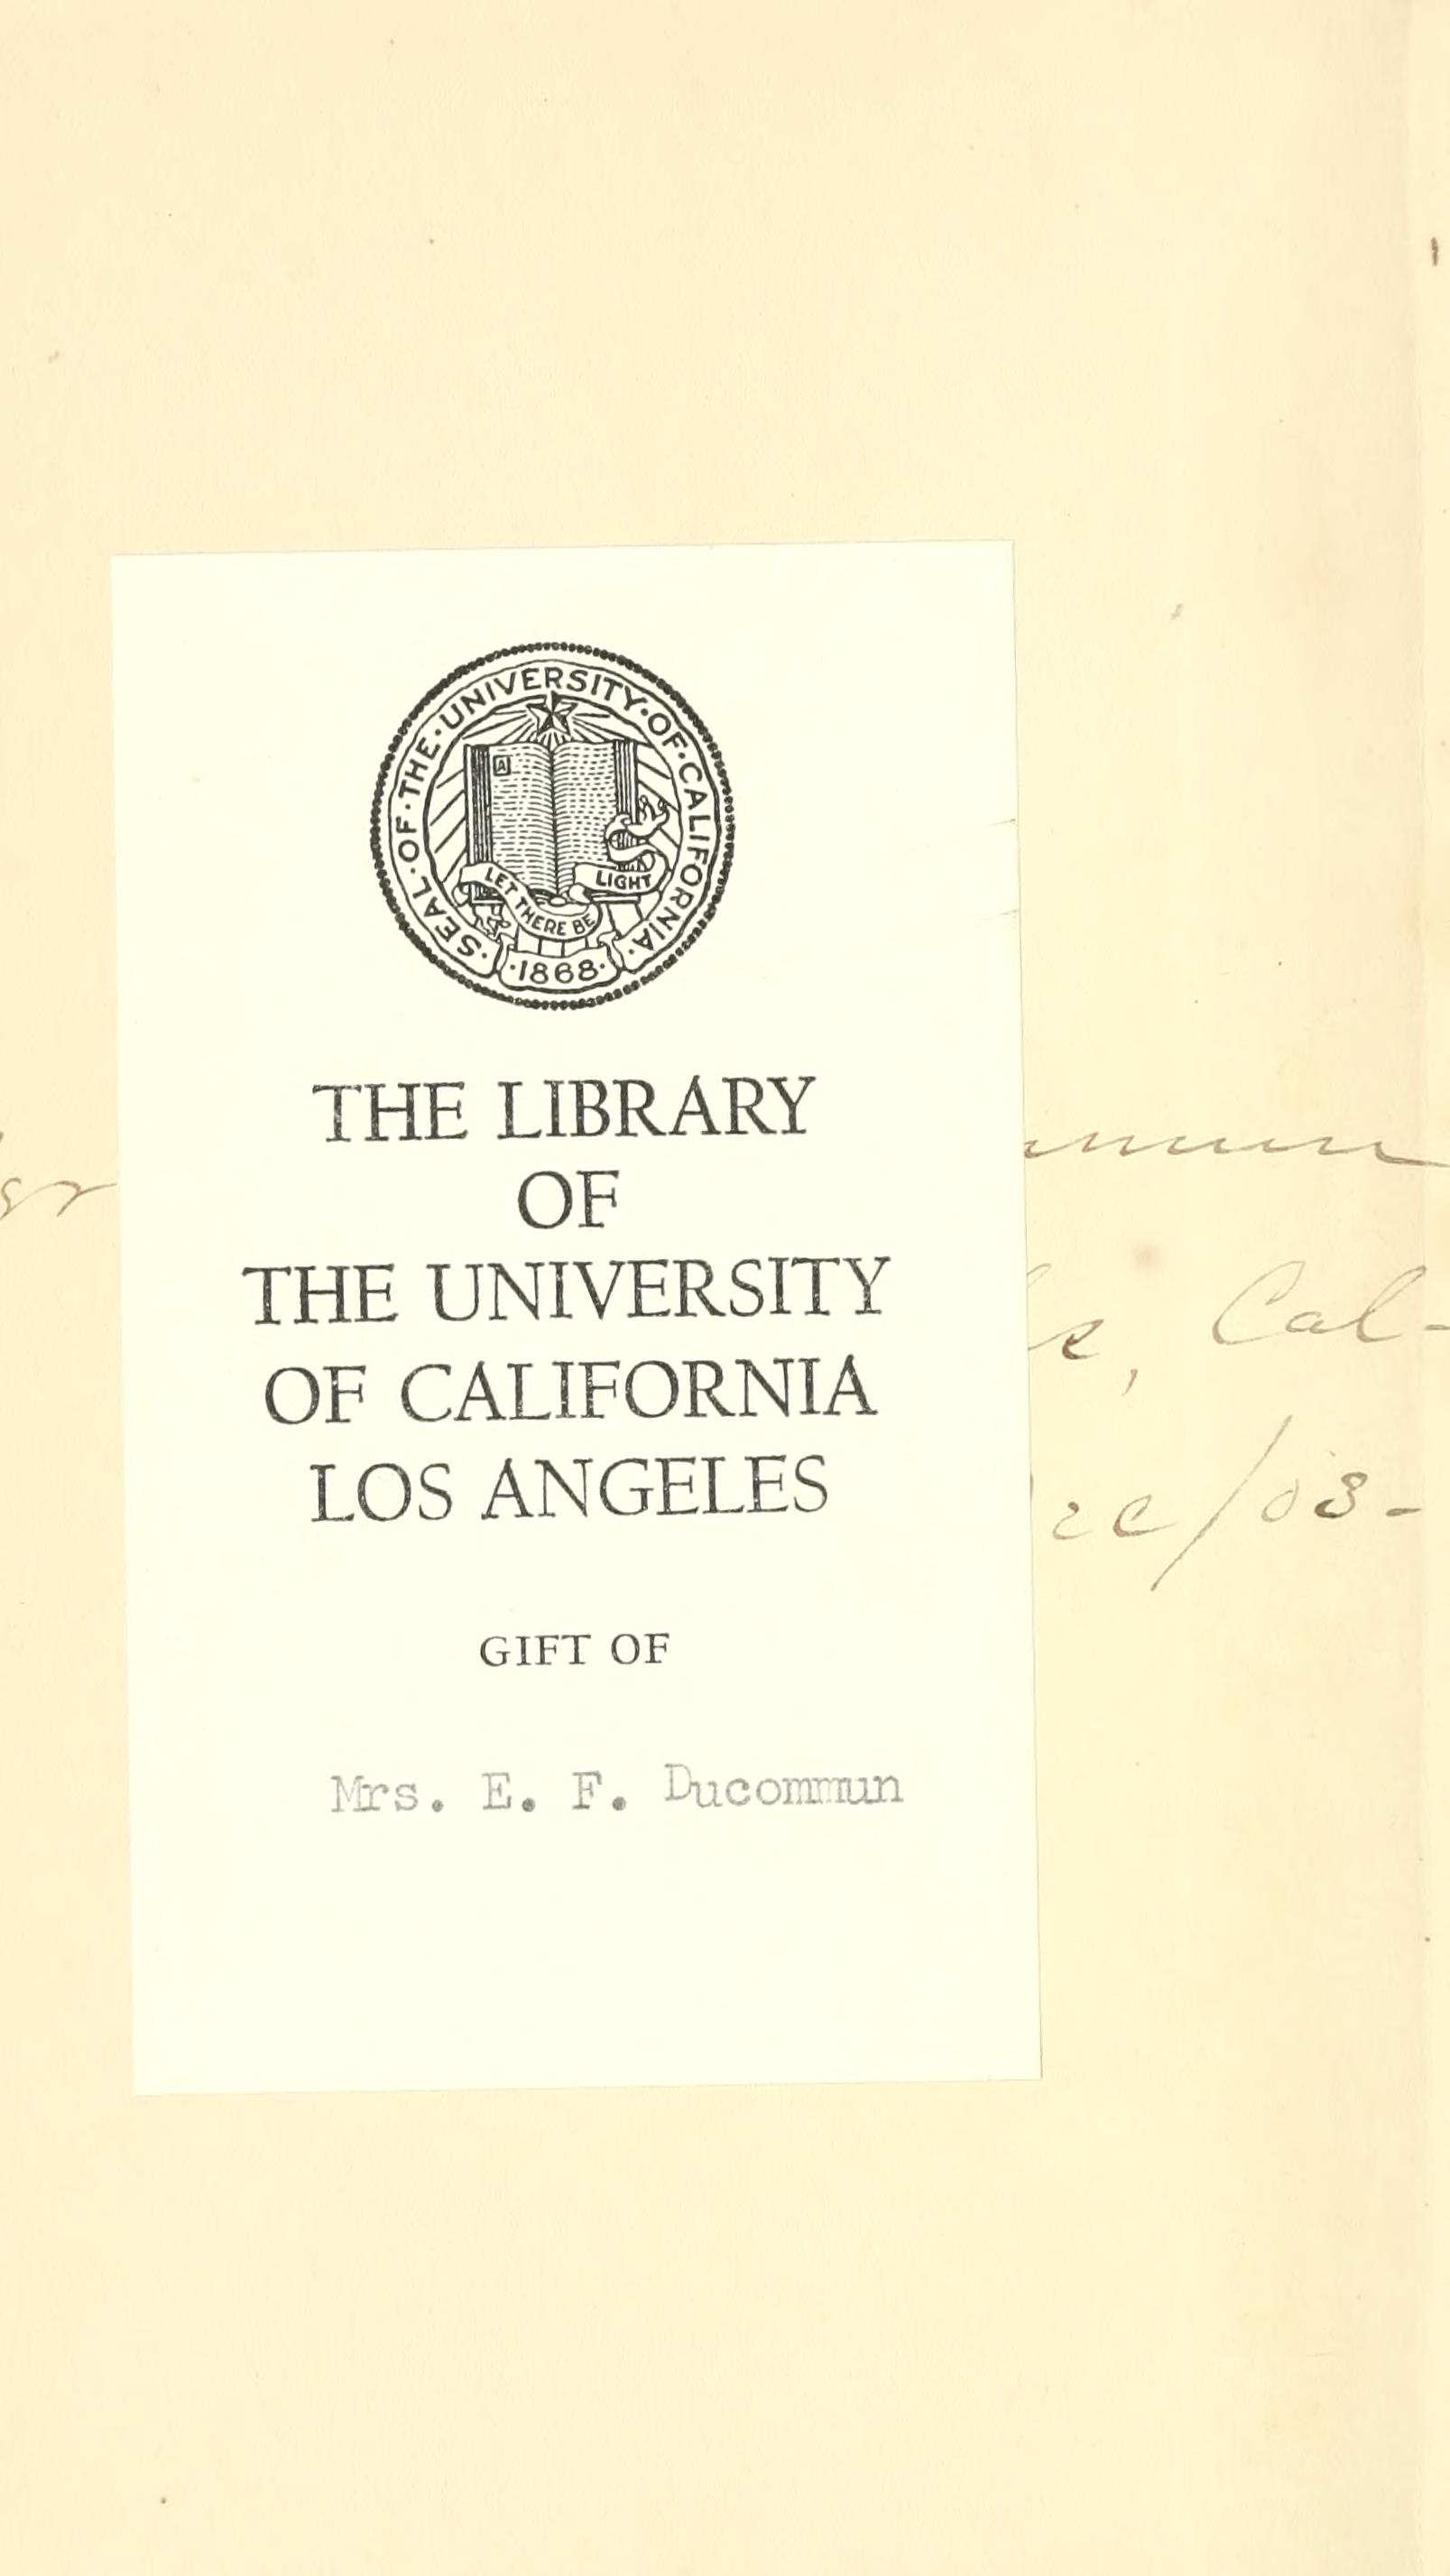 SEAL·OF·THE·UNIVERSITY·OF·CALIFORNIA·
A
LET THERE BE LIGHT
·1868·
THE LIBRARY
OF
THE UNIVERSITY
OF CALIFORNIA
LOS ANGELES
Cal-
/03-
GIFT OF
Mrs. E. F. Ducommun